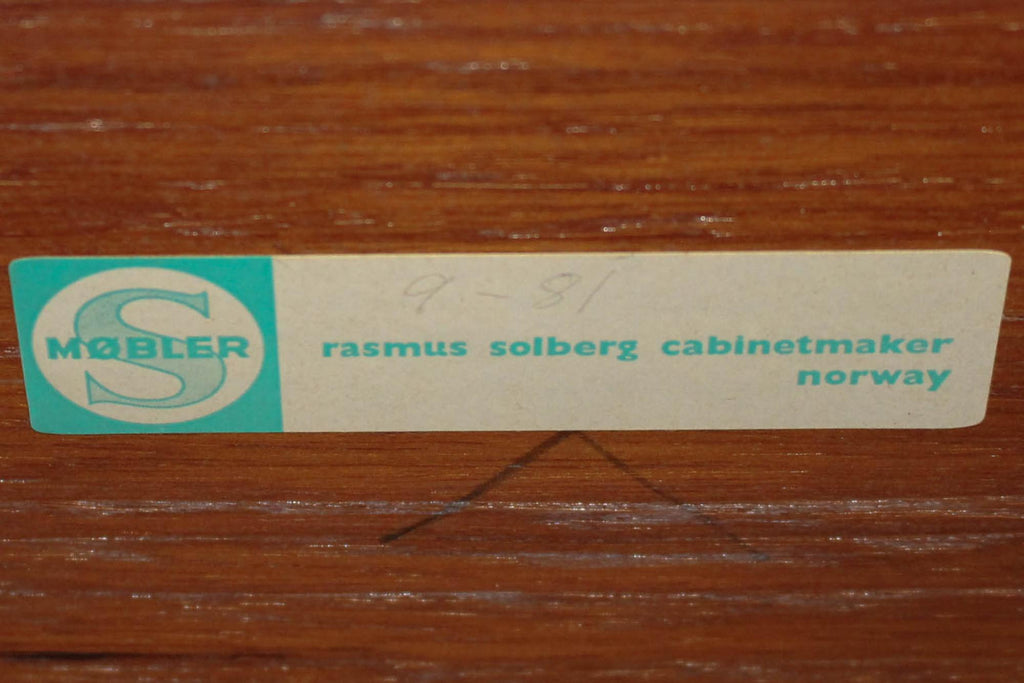 S
MØBLER
9-81
rasmus solberg cabinetmaker
norway